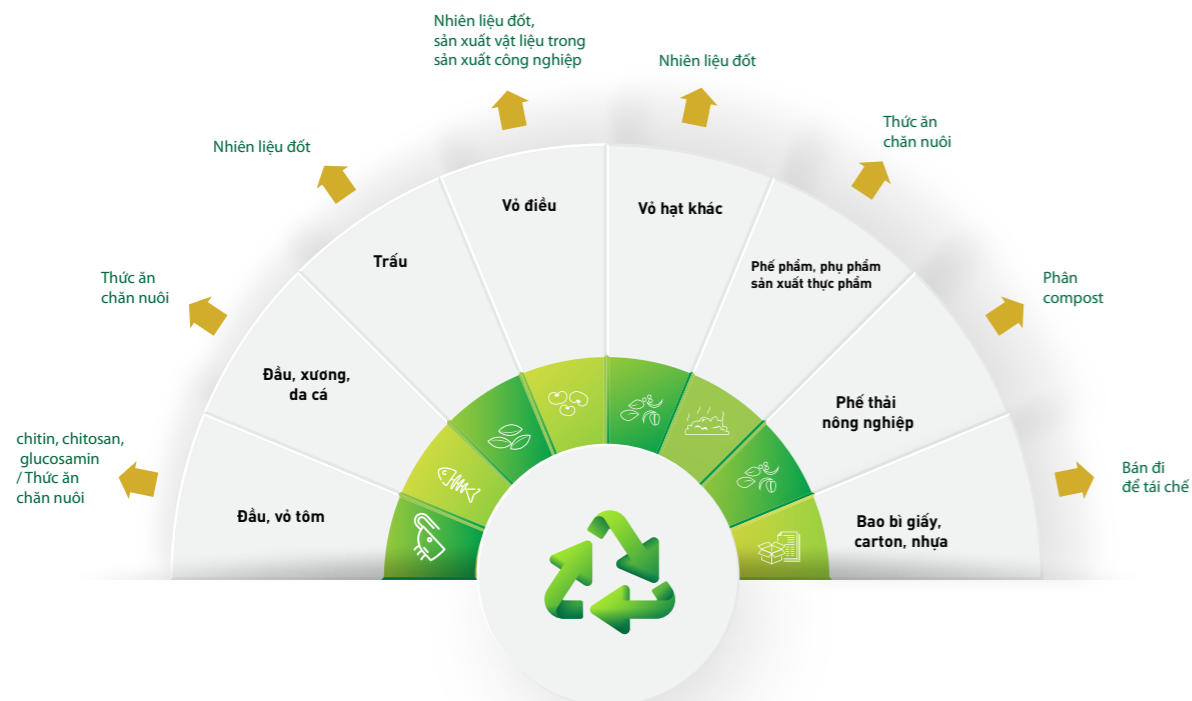 chitin, chitosan,
glucosamin
/ Thức ăn
chăn nuôi
Đầu, vỏ tôm
Thức ăn
chăn nuôi
Đầu, xương,
da cá
Nhiên liệu đốt
Trấu
Nhiên liệu đốt,
sản xuất vật liệu trong
sản xuất công nghiệp
Vỏ điều
Nhiên liệu đốt
Vỏ hạt khác
Thức ăn
chăn nuôi
Phế phẩm, phụ phẩm
sản xuất thực phẩm
Phân
compost
Phế thải
nông nghiệp
Bán đi
để tái chế
Bao bì giấy,
carton, nhựa